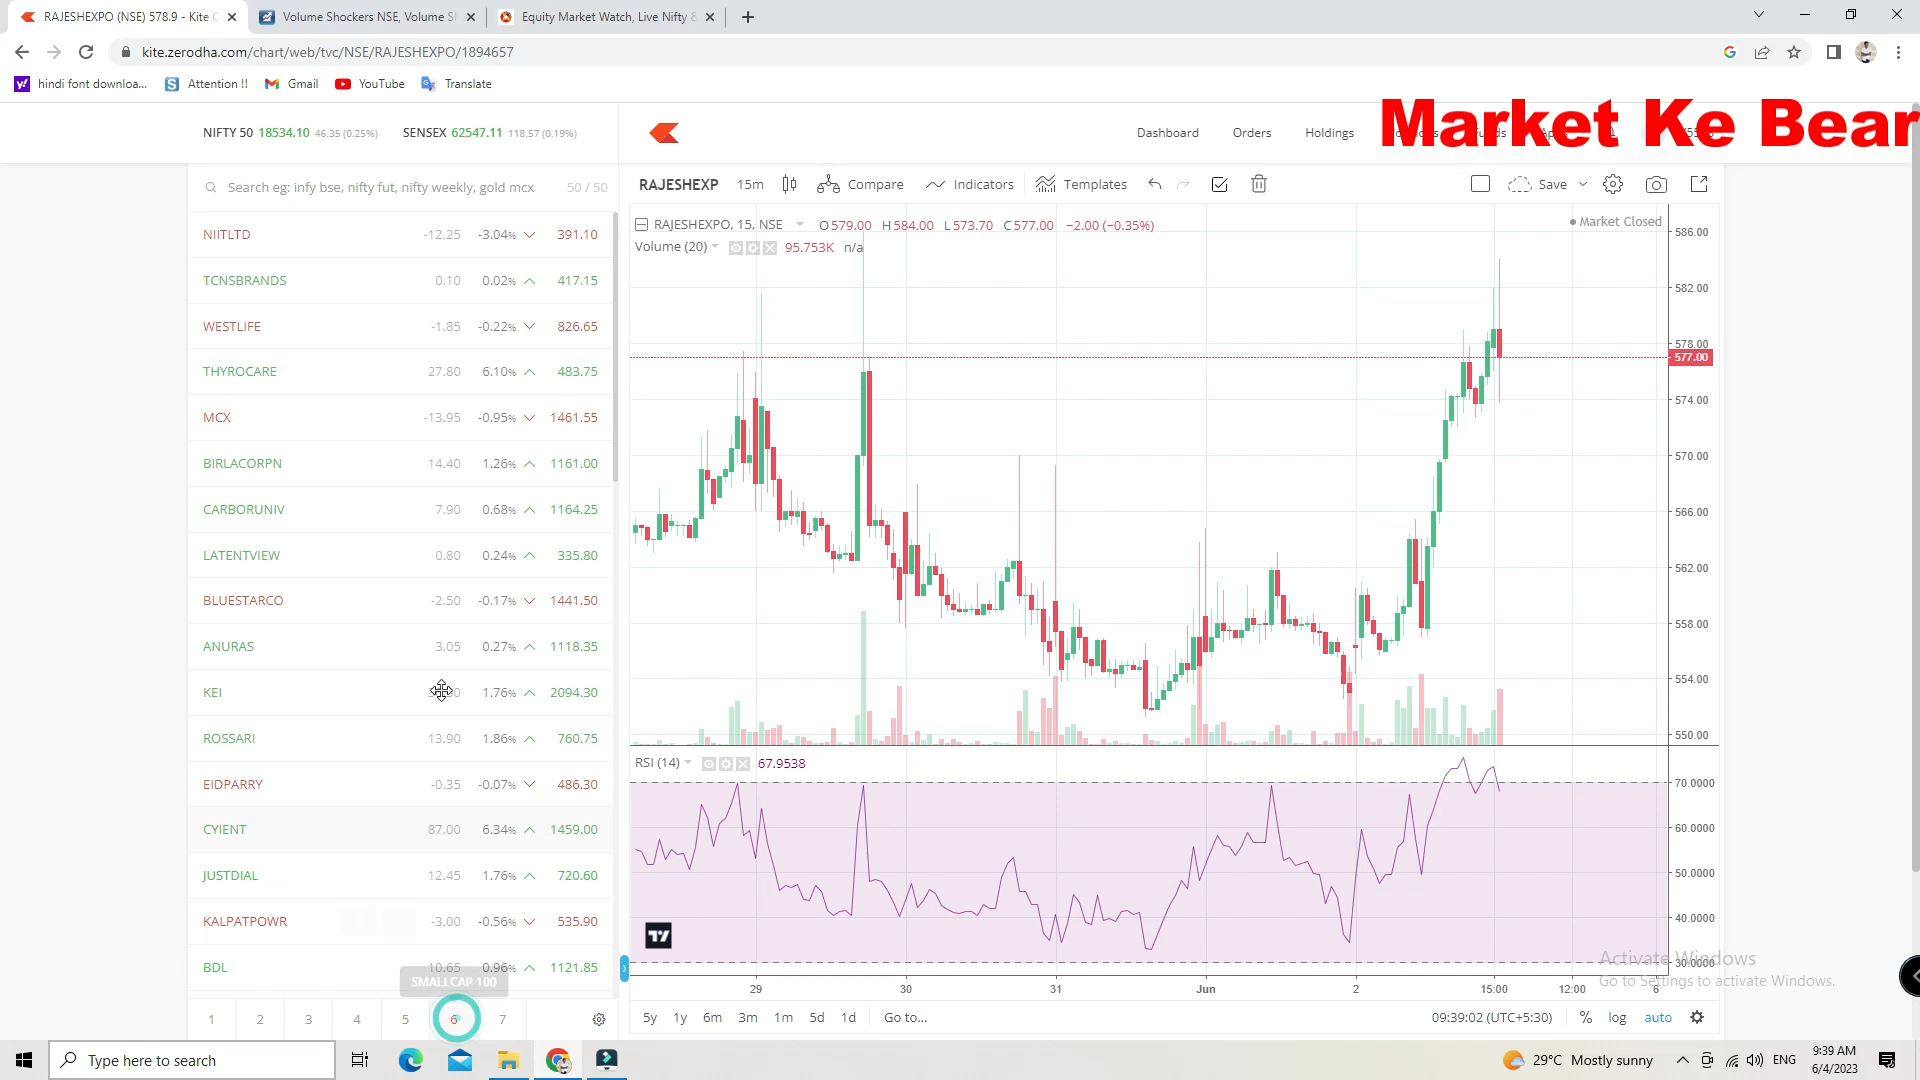 RAJESHEXPO (NSE) 578.9 - Kite C
Volume Shockers NSE, Volume S
Equity Market Watch, Live Nifty &
kite.zerodha.com/chart/web/tvc/NSE/RAJESHEXPO/1894657
hindi font downloa...
Attention !!
Gmail
YouTube
Translate
NIFTY 50 18534.10 46.35 (0.25%)
SENSEX 62547.11 118.57 (0.19%)
Dashboard
Orders
Holdings
Market Ke Bear
Search eg: infy bse, nifty fut, nifty weekly, gold mcx
50 / 50
RAJESHEXP
15m
Compare
Indicators
Templates
Save
RAJESHEXPO, 15, NSE
O 579.00 H 584.00 L 573.70 C 577.00 −2.00 (−0.35%)
Market Closed
Volume (20)
95.753K n/a
NIITLTD -12.25 -3.04% 391.10
TCNSBRANDS 0.10 0.02% 417.15
WESTLIFE -1.85 -0.22% 826.65
THYROCARE 27.80 6.10% 483.75
MCX -13.95 -0.95% 1461.55
BIRLACORPN 14.40 1.26% 1161.00
CARBORUNIV 7.90 0.68% 1164.25
LATENTVIEW 0.80 0.24% 335.80
BLUESTARCO -2.50 -0.17% 1441.50
ANURAS 3.05 0.27% 1118.35
KEI 1.76% 2094.30
ROSSARI 13.90 1.86% 760.75
EIDPARRY -0.35 -0.07% 486.30
CYIENT 87.00 6.34% 1459.00
JUSTDIAL 12.45 1.76% 720.60
KALPATPOWR -3.00 -0.56% 535.90
BDL 10.65 0.96% 1121.85
SMALLCAP 100
1 2 3 4 5 6 7
586.00
582.00
578.00
577.00
574.00
570.00
566.00
562.00
558.00
554.00
550.00
RSI (14)
67.9538
70.0000
60.0000
50.0000
40.0000
30.0000
29 30 31 Jun 2 15:00 12:00 6
Activate Windows
Go to Settings to activate Windows.
5y 1y 6m 3m 1m 5d 1d Go to...
09:39:02 (UTC+5:30) % log auto
Type here to search
29°C Mostly sunny
ENG
9:39 AM
6/4/2023